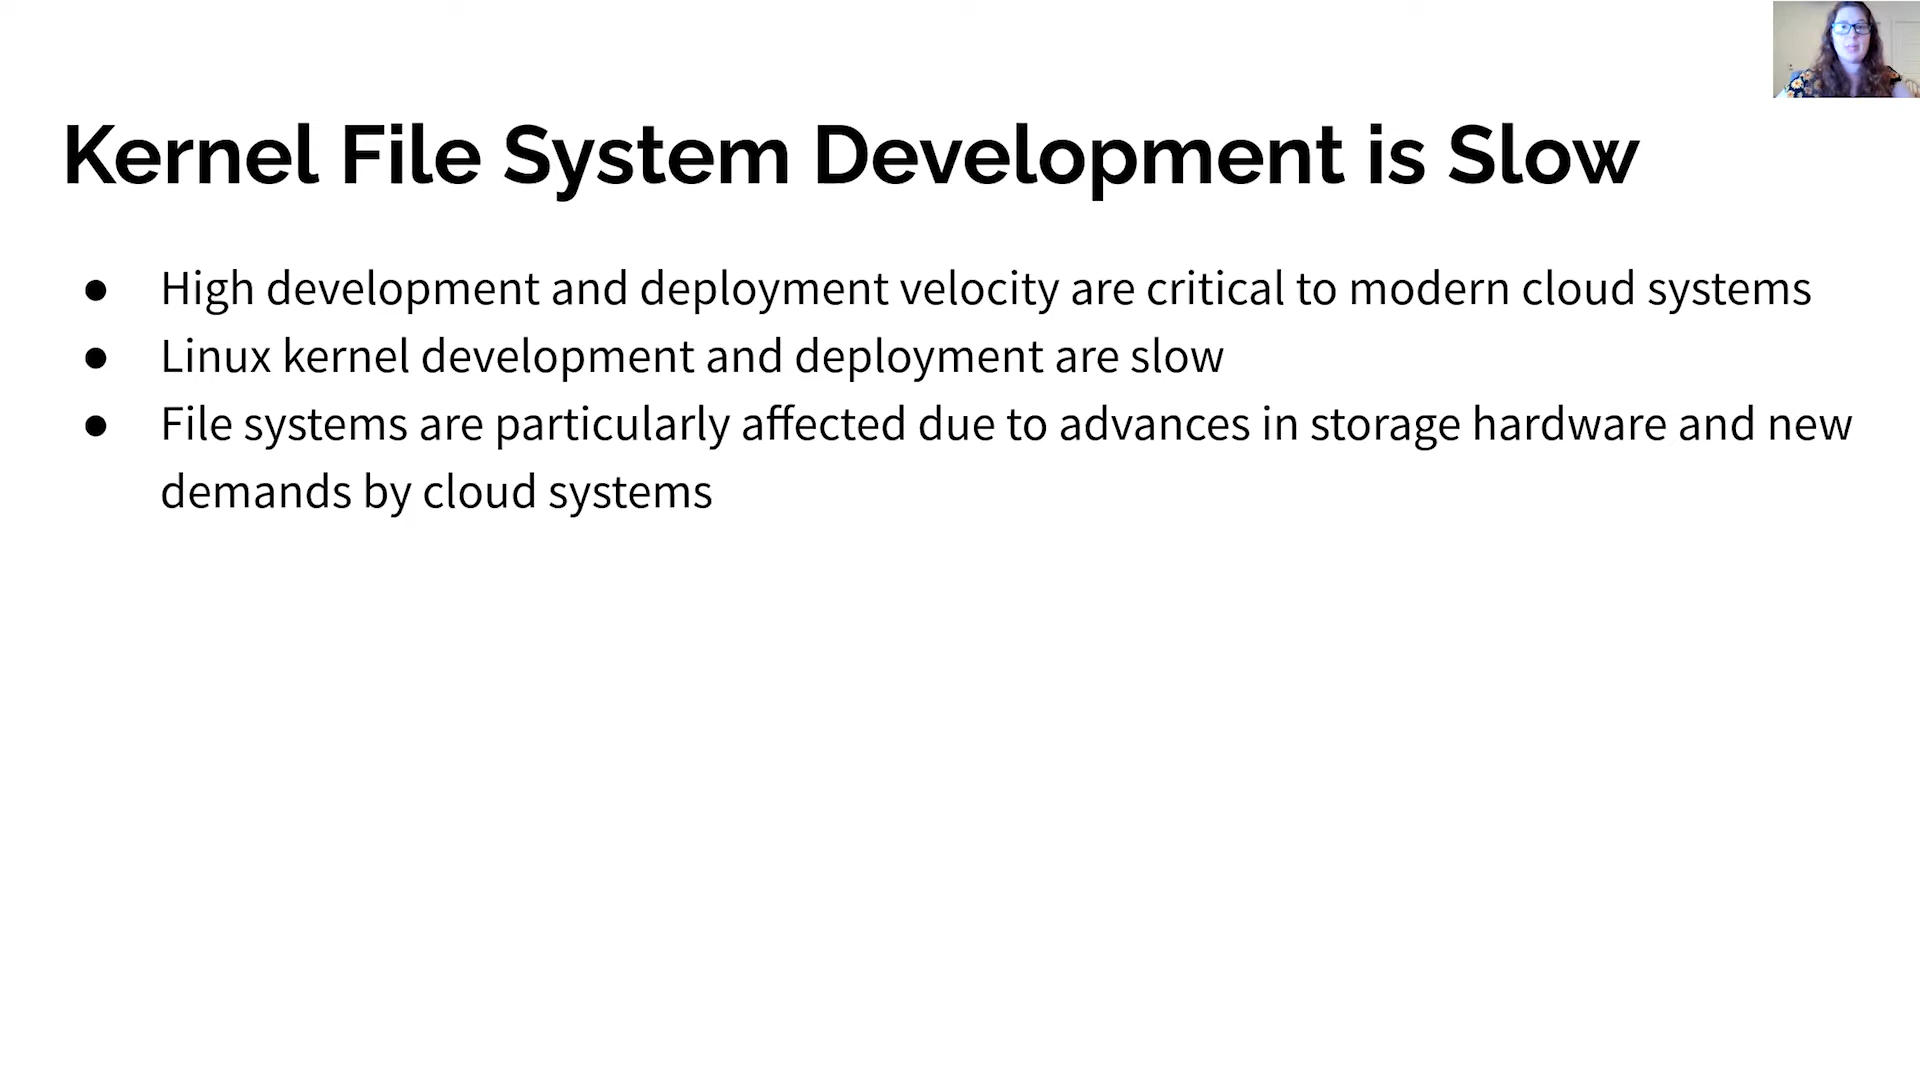 Kernel File System Development is Slow
● High development and deployment velocity are critical to modern cloud systems
● Linux kernel development and deployment are slow
● File systems are particularly affected due to advances in storage hardware and new
demands by cloud systems